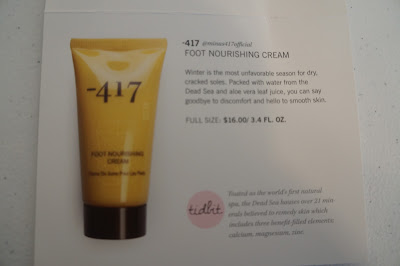 -417
FOOT NOURISHING
CREAM
-417 @minus417official
FOOT NOURISHING CREAM
Winter is the most unfavorable season for dry,
cracked soles. Packed with water from the
Dead Sea and aloe vera leaf juice, you can say
goodbye to discomfort and hello to smooth skin.
FULL SIZE: $16.00/ 3.4 FL. OZ.
tidbit
Touted as the world's first natural
spa, the Dead Sea houses over 21 min-
erals believed to remedy skin which
includes three benefit-filled elements:
calcium, magnesium, zinc.